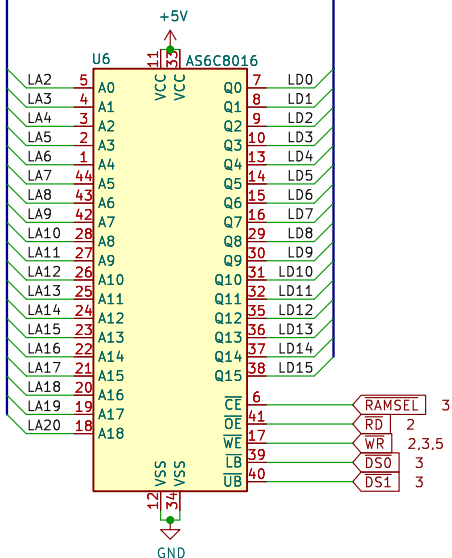 +5V
U6 11 33 AS6C8016
VCC VCC
LA2 5 A0 Q0 7 LD0
LA3 4 A1 Q1 8 LD1
LA4 3 A2 Q2 9 LD2
LA5 2 A3 Q3 10 LD3
LA6 1 A4 Q4 13 LD4
LA7 44 A5 Q5 14 LD5
LA8 43 A6 Q6 15 LD6
LA9 42 A7 Q7 16 LD7
LA10 28 A8 Q8 29 LD8
LA11 27 A9 Q9 30 LD9
LA12 26 A10 Q10 31 LD10
LA13 25 A11 Q11 32 LD11
LA14 24 A12 Q12 35 LD12
LA15 23 A13 Q13 36 LD13
LA16 22 A14 Q14 37 LD14
LA17 21 A15 Q15 38 LD15
LA18 20 A16
LA19 19 A17 CE 6 RAMSEL 3
LA20 18 A18 OE 41 RD 2
WE 17 WR 2,3,5
LB 39 DS0 3
UB 40 DS1 3
VSS VSS
12 34
GND